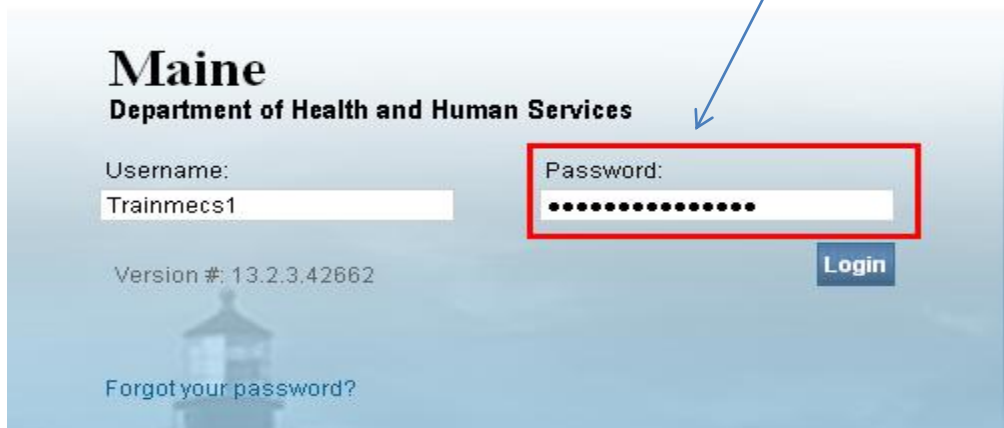 Maine
Department of Health and Human Services
Username:
Password:
Trainmecs1
•••••••••••••••
Login
Version #: 13.2.3.42662
Forgot your password?